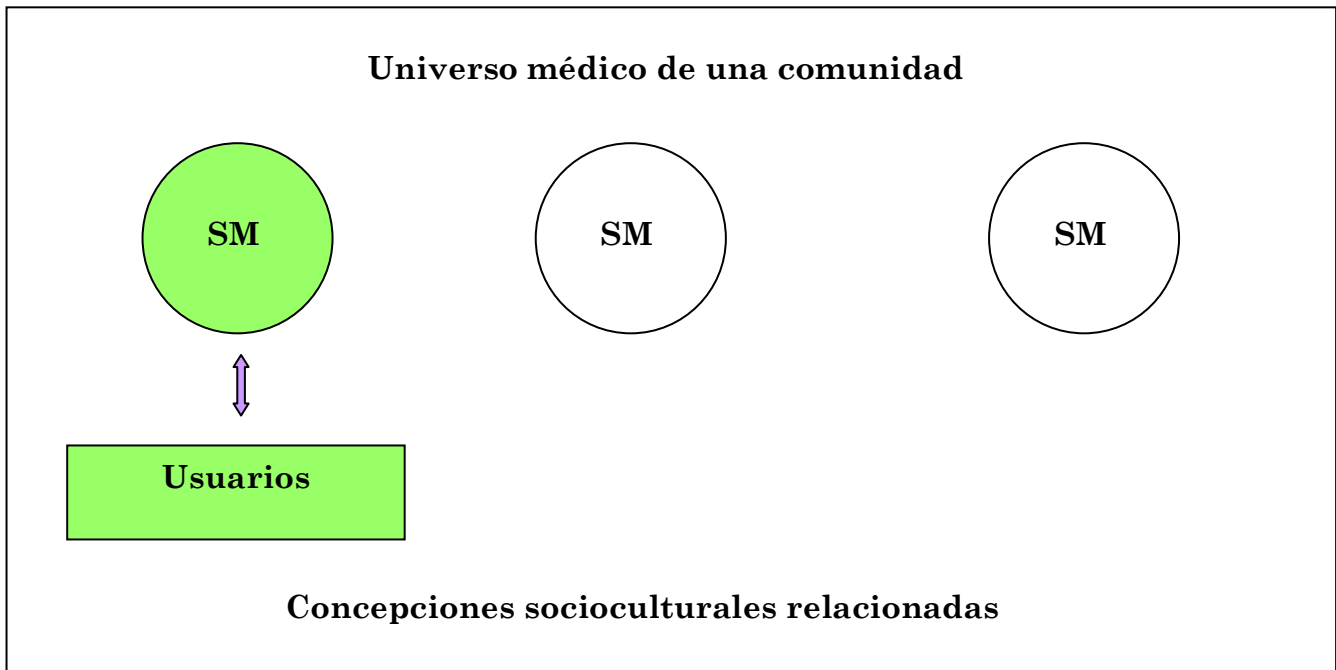 Universo médico de una comunidad
SM SM SM
Usuarios
Concepciones socioculturales relacionadas